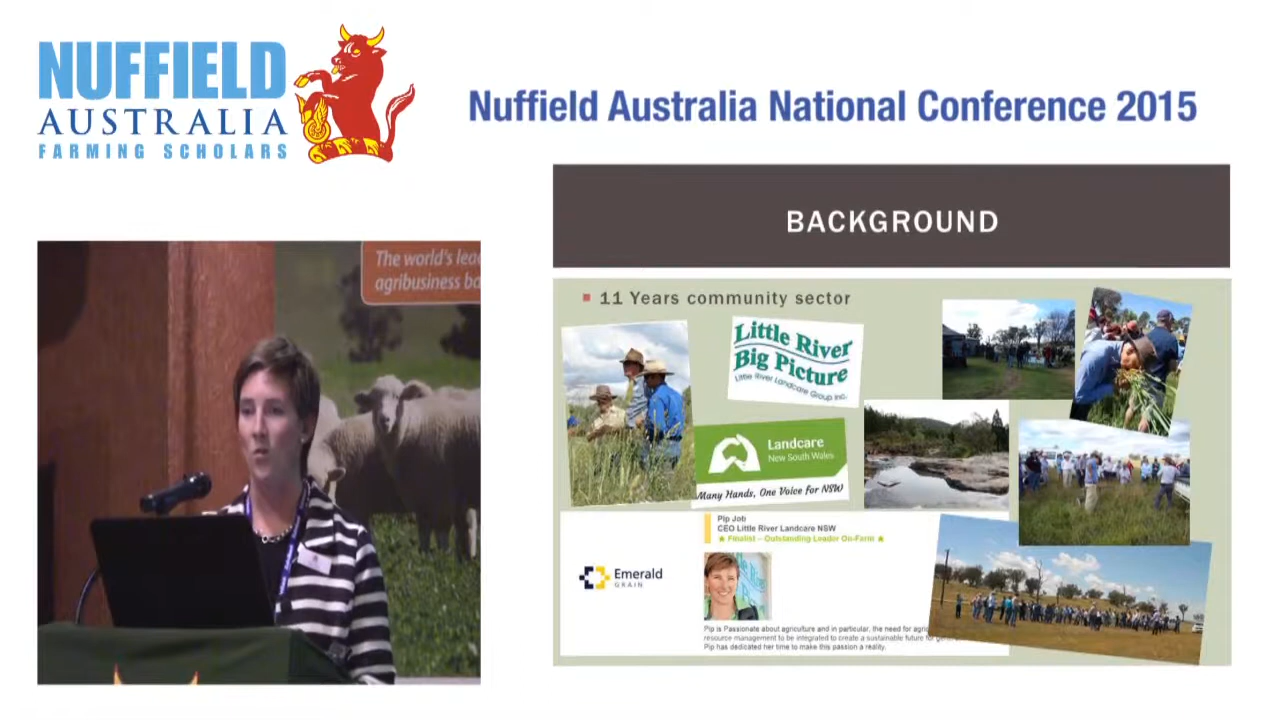 NUFFIELD
AUSTRALIA
FARMING SCHOLARS
Nuffield Australia National Conference 2015
The world's lea
agribusiness ba
BACKGROUND
11 Years community sector
Little River
Big Picture
Little River Landcare Group Inc.
Landcare
New South Wales
Many Hands, One Voice for NSW
Pip Job
CEO Little River Landcare NSW
Finalist – Outstanding Leader On-Farm
Emerald
GRAIN
Pip is Passionate about agriculture and in particular, the need for agri
resource management to be integrated to create a sustainable future for
Pip has dedicated her time to make this passion a reality.